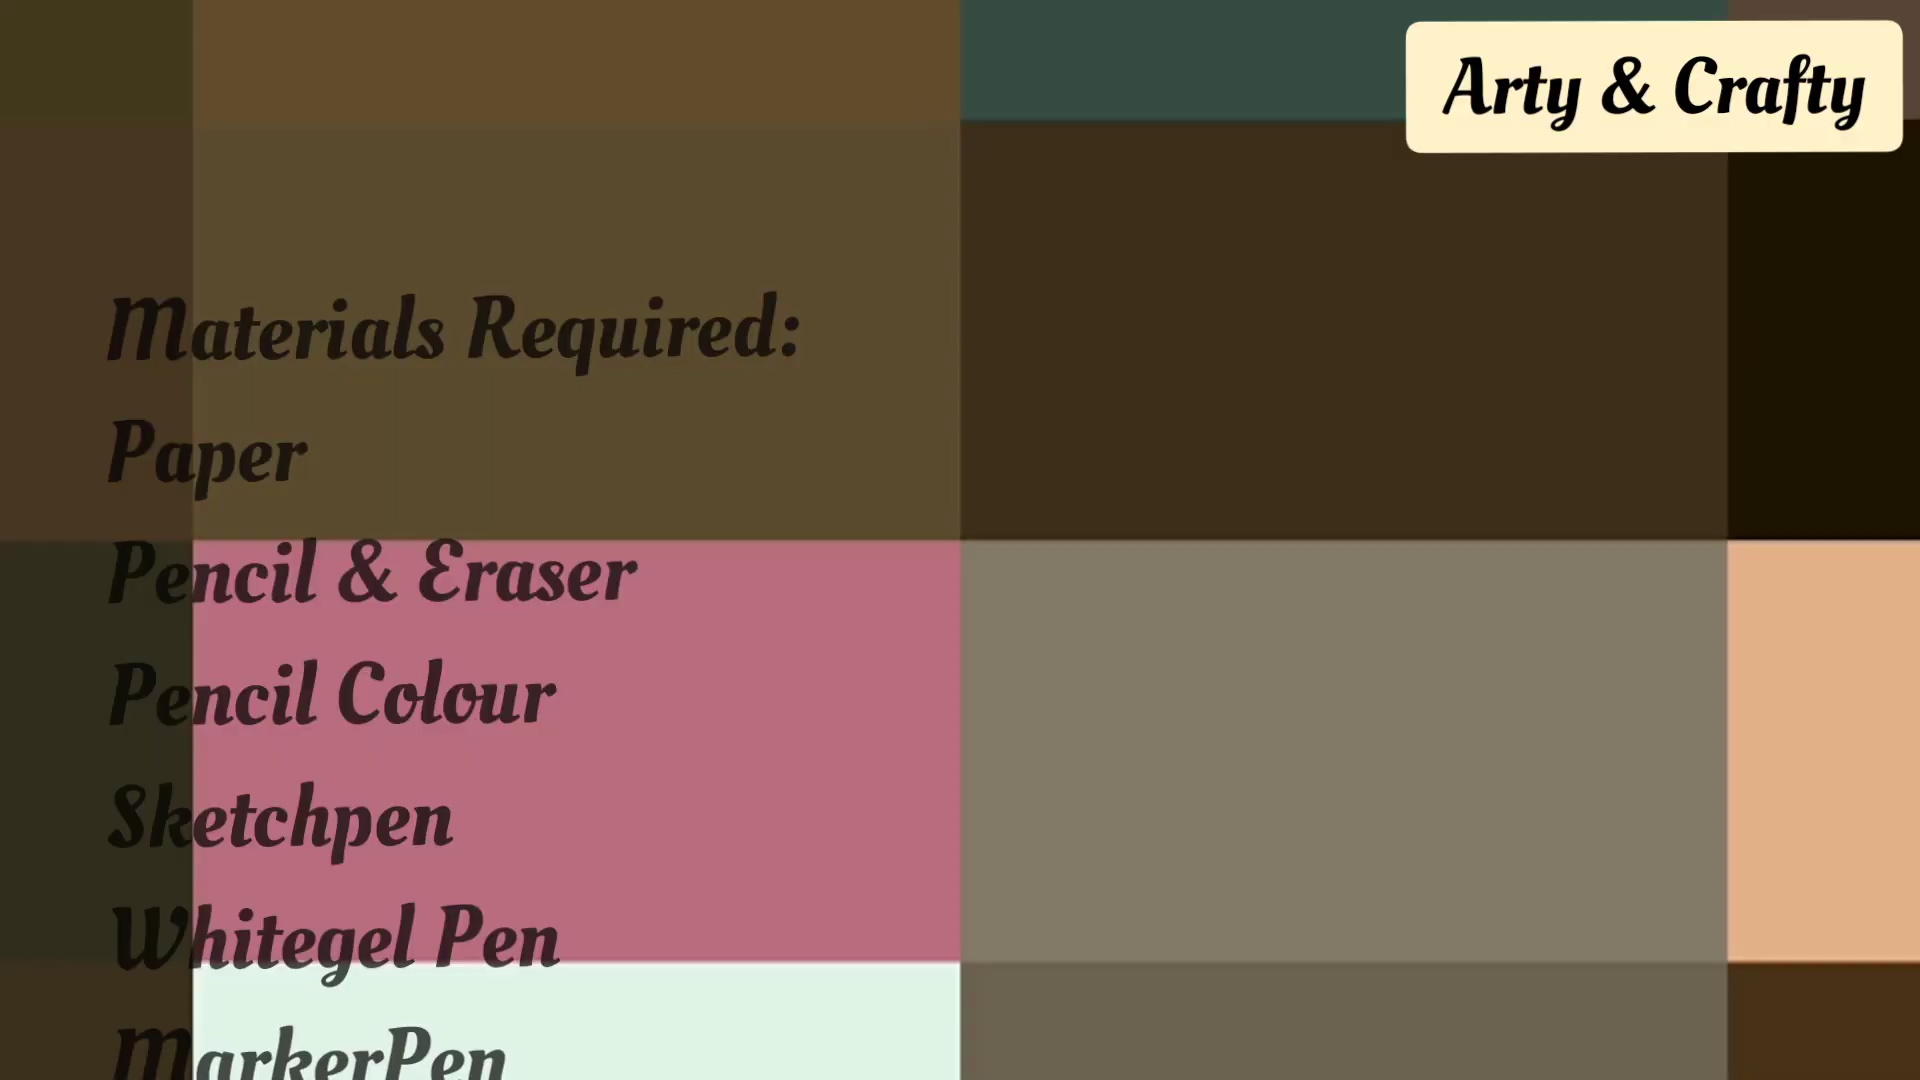 Arty & Crafty
Materials Required:
Paper
Pencil & Eraser
Pencil Colour
Sketchpen
Whitegel Pen
MarkerPen